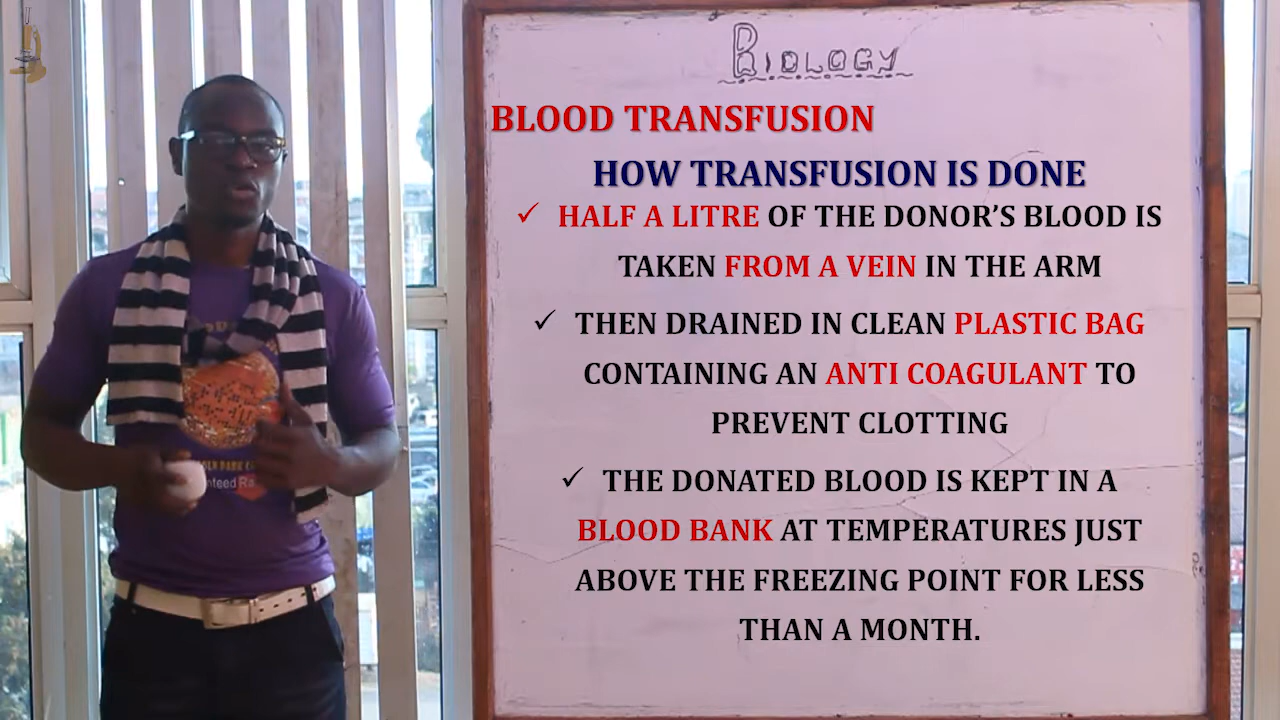 BIOLOGY
BLOOD TRANSFUSION
HOW TRANSFUSION IS DONE
✓ HALF A LITRE OF THE DONOR’S BLOOD IS
TAKEN FROM A VEIN IN THE ARM
✓ THEN DRAINED IN CLEAN PLASTIC BAG
CONTAINING AN ANTI COAGULANT TO
PREVENT CLOTTING
✓ THE DONATED BLOOD IS KEPT IN A
BLOOD BANK AT TEMPERATURES JUST
ABOVE THE FREEZING POINT FOR LESS
THAN A MONTH.